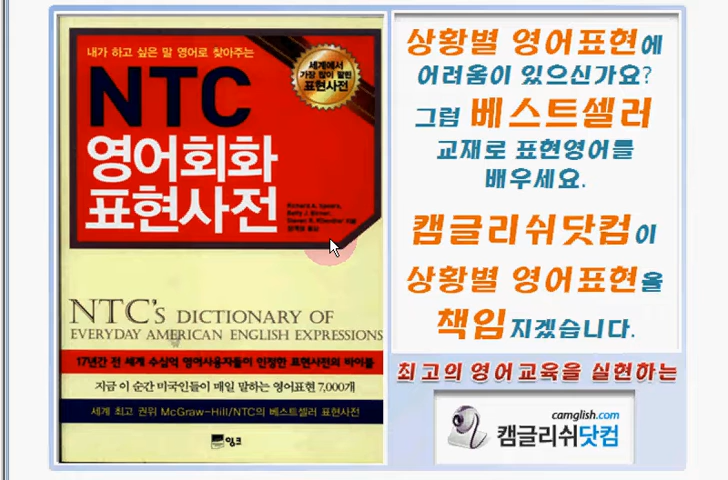 내가 하고 싶은 말 영어로 찾아주는
세계에서
가장 많이 팔린
표현사전
NTC
영어회화
표현사전
Richard A. Spears
Betty J. Birner
Steven R. Kleedler 지음
NTC's DICTIONARY OF
EVERYDAY AMERICAN ENGLISH EXPRESSIONS
17년간 전 세계 수십억 영어사용자들이 인정한 표현사전의 바이블
지금 이 순간 미국인들이 매일 말하는 영어표현 7,000개
세계 최고 권위 McGraw-Hill/NTC의 베스트셀러 표현사전
잉크
상황별 영어표현에
어려움이 있으신가요?
그럼 베스트셀러
교재로 표현영어를
배우세요.
캠글리쉬닷컴이
상황별 영어표현을
책임지겠습니다.
최고의 영어교육을 실현하는
camglish.com
캠글리쉬닷컴